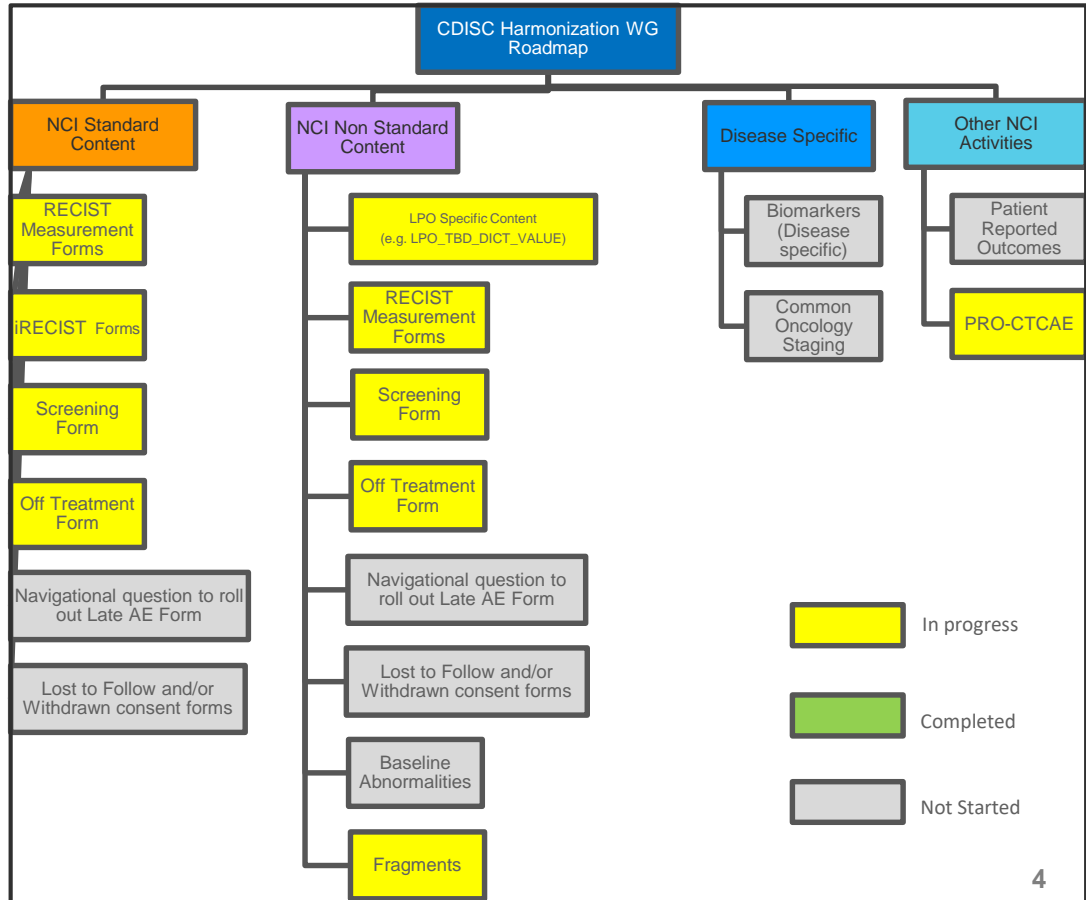 CDISC Harmonization WG
Roadmap
NCI Standard
Content
RECIST
Measurement
Forms
iRECIST Forms
Screening
Form
Off Treatment
Form
Navigational question to roll
out Late AE Form
Lost to Follow and/or
Withdrawn consent forms
NCI Non Standard
Content
LPO Specific Content
(e.g. LPO_TBD_DICT_VALUE)
RECIST
Measurement
Forms
Screening
Form
Off Treatment
Form
Navigational question to
roll out Late AE Form
Lost to Follow and/or
Withdrawn consent forms
Baseline
Abnormalities
Fragments
Disease Specific
Biomarkers
(Disease
specific)
Common
Oncology
Staging
Other NCI
Activities
Patient
Reported
Outcomes
PRO-CTCAE
In progress
Completed
Not Started
4